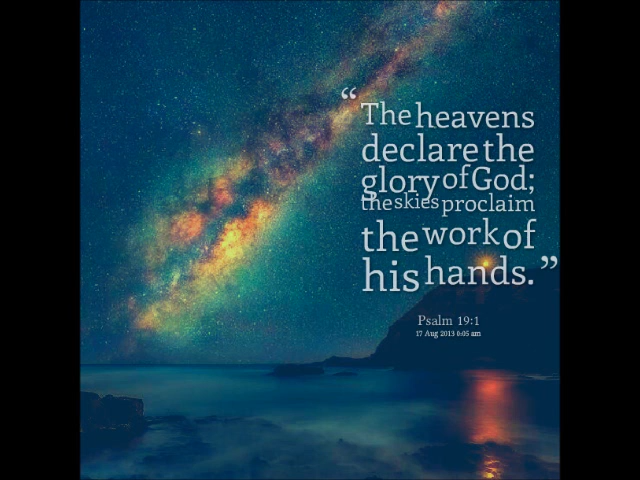 “ The heavens
declare the
glory of God;
the skies proclaim
the work of
his hands. ”
Psalm 19:1
17 Aug 2013 0:05 am